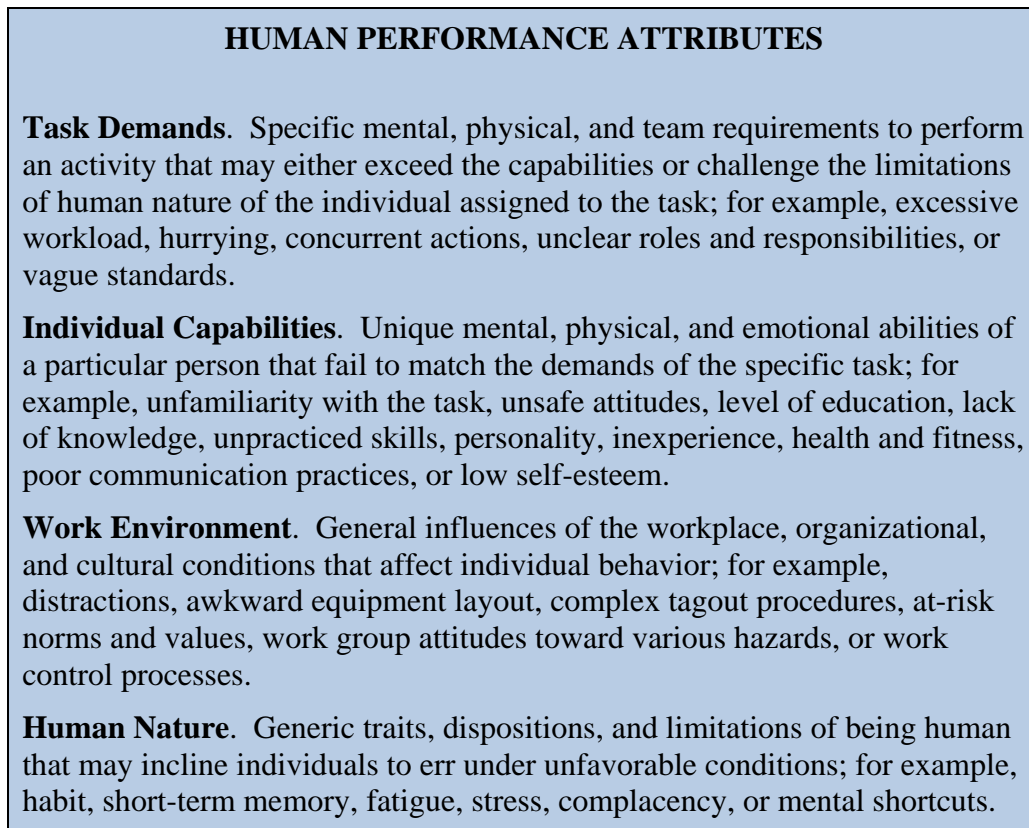 HUMAN PERFORMANCE ATTRIBUTES
Task Demands.  Specific mental, physical, and team requirements to perform
an activity that may either exceed the capabilities or challenge the limitations
of human nature of the individual assigned to the task; for example, excessive
workload, hurrying, concurrent actions, unclear roles and responsibilities, or
vague standards.
Individual Capabilities.  Unique mental, physical, and emotional abilities of
a particular person that fail to match the demands of the specific task; for
example, unfamiliarity with the task, unsafe attitudes, level of education, lack
of knowledge, unpracticed skills, personality, inexperience, health and fitness,
poor communication practices, or low self-esteem.
Work Environment.  General influences of the workplace, organizational,
and cultural conditions that affect individual behavior; for example,
distractions, awkward equipment layout, complex tagout procedures, at-risk
norms and values, work group attitudes toward various hazards, or work
control processes.
Human Nature.  Generic traits, dispositions, and limitations of being human
that may incline individuals to err under unfavorable conditions; for example,
habit, short-term memory, fatigue, stress, complacency, or mental shortcuts.